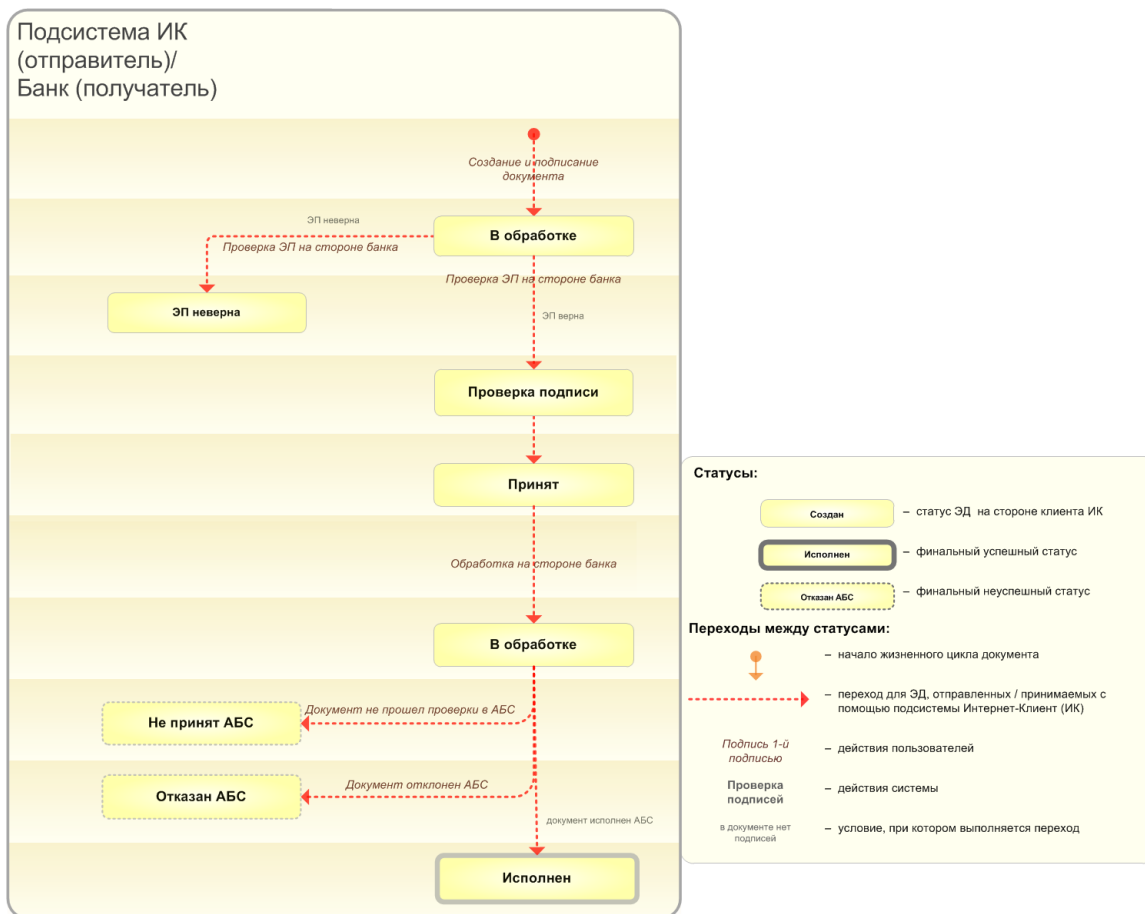 Подсистема ИК
(отправитель)/
Банк (получатель)
Создание и подписание
документа
ЭП неверна
В обработке
Проверка ЭП на стороне банка
Проверка ЭП на стороне банка
ЭП неверна
ЭП верна
Проверка подписи
Принят
Обработка на стороне банка
В обработке
Документ не прошел проверки в АБС
Не принят АБС
Документ отклонен АБС
Отказан АБС
документ исполнен АБС
Исполнен
Статусы:
Создан – статус ЭД на стороне клиента ИК
Исполнен – финальный успешный статус
Отказан АБС – финальный неуспешный статус
Переходы между статусами:
– начало жизненного цикла документа
– переход для ЭД, отправленных / принимаемых с
помощью подсистемы Интернет-Клиент (ИК)
Подпись 1-й
подписью
– действия пользователей
Проверка
подписей
– действия системы
в документе нет
подписей
– условие, при котором выполняется переход